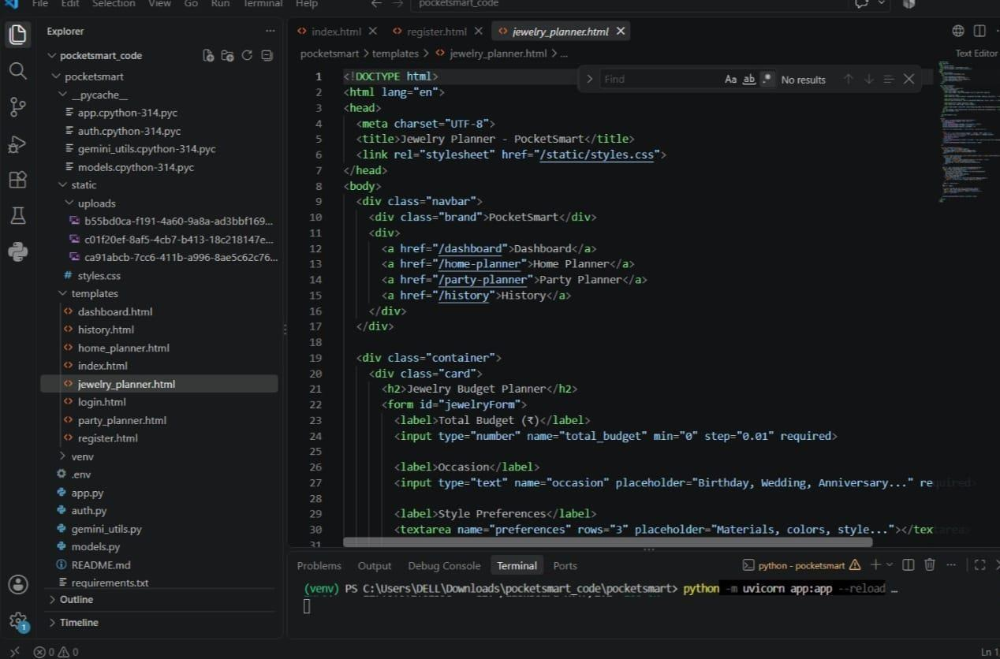 File Edit Selection View Go Run Terminal Help
pocketsmart_code
Explorer
pocketsmart_code
pocketsmart
__pycache__
app.cpython-314.pyc
auth.cpython-314.pyc
gemini_utils.cpython-314.pyc
models.cpython-314.pyc
static
uploads
b55bd0ca-f191-4a60-9a8a-ad3bbf169...
c01f20ef-8af5-4cb7-b413-18c218147e...
ca91abcb-7cc6-411b-a996-8ae5c62c76...
# styles.css
templates
<> dashboard.html
<> history.html
<> home_planner.html
<> index.html
<> jewelry_planner.html
<> login.html
<> party_planner.html
<> register.html
venv
.env
app.py
auth.py
gemini_utils.py
models.py
README.md
requirements.txt
Outline
Timeline
1
0 0
<> index.html <> register.html <> jewelry_planner.html
pocketsmart > templates > <> jewelry_planner.html > ...
Text Editor
Find Aa ab .* No results
1 <!DOCTYPE html>
2 <html lang="en">
3 <head>
4 <meta charset="UTF-8">
5 <title>Jewelry Planner - PocketSmart</title>
6 <link rel="stylesheet" href="/static/styles.css">
7 </head>
8 <body>
9 <div class="navbar">
10 <div class="brand">PocketSmart</div>
11 <div>
12 <a href="/dashboard">Dashboard</a>
13 <a href="/home-planner">Home Planner</a>
14 <a href="/party-planner">Party Planner</a>
15 <a href="/history">History</a>
16 </div>
17 </div>
18
19 <div class="container">
20 <div class="card">
21 <h2>Jewelry Budget Planner</h2>
22 <form id="jewelryForm">
23 <label>Total Budget (₹)</label>
24 <input type="number" name="total_budget" min="0" step="0.01" required>
25
26 <label>Occasion</label>
27 <input type="text" name="occasion" placeholder="Birthday, Wedding, Anniversary..." required>
28
29 <label>Style Preferences</label>
30 <textarea name="preferences" rows="3" placeholder="Materials, colors, style..."></textarea>
31
Problems Output Debug Console Terminal Ports
python - pocketsmart
(venv) PS C:\Users\DELL\Downloads\pocketsmart_code\pocketsmart> python -m uvicorn app:app --reload ...
Ln 1